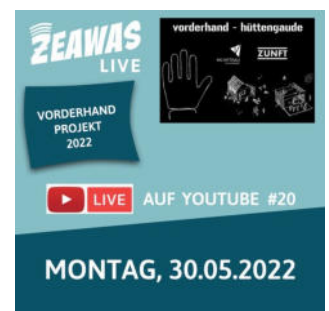 ZEAWAS
LIVE
vorderhand - hüttengaude
ZUNFT
VORDERHAND
PROJEKT
2022
LIVE AUF YOUTUBE #20
MONTAG, 30.05.2022